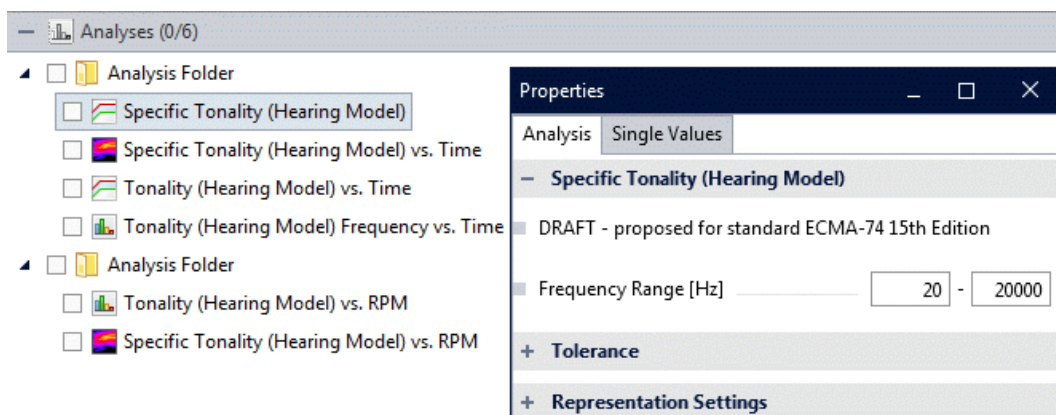 Analyses (0/6)
Analysis Folder
Specific Tonality (Hearing Model)
Specific Tonality (Hearing Model) vs. Time
Tonality (Hearing Model) vs. Time
Tonality (Hearing Model) Frequency vs. Time
Analysis Folder
Tonality (Hearing Model) vs. RPM
Specific Tonality (Hearing Model) vs. RPM
Properties
Analysis Single Values
Specific Tonality (Hearing Model)
DRAFT - proposed for standard ECMA-74 15th Edition
Frequency Range [Hz] 20 - 20000
Tolerance
Representation Settings